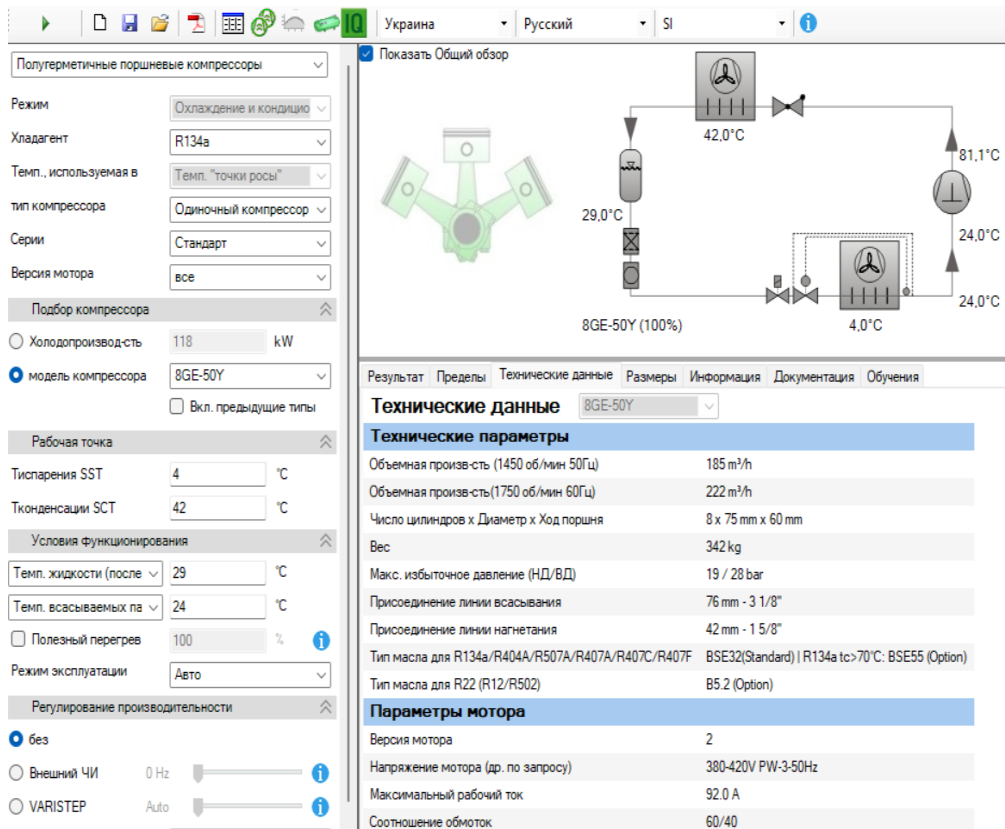 IQ Украина Русский SI
Полугерметичные поршневые компрессоры
Режим Охлаждение и кондицио
Хладагент R134a
Темп., используемая в Темп. "точки росы"
тип компрессора Одиночный компрессор
Серии Стандарт
Версия мотора все
Подбор компрессора
Холодопроизвод-сть 118 kW
модель компрессора 8GE-50Y
Вкл. предыдущие типы
Рабочая точка
Тиспарения SST 4 °C
Тконденсации SCT 42 °C
Условия функционирования
Темп. жидкости (после 29 °C
Темп. всасываемых па 24 °C
Полезный перегрев 100 %
Режим эксплуатации Авто
Регулирование производительности
без
Внешний ЧИ 0 Hz
VARISTEP Auto
Показать Общий обзор
42,0°C
81,1°C
29,0°C
24,0°C
24,0°C
8GE-50Y (100%)
4,0°C
Результат Пределы Технические данные Размеры Информация Документация Обучения
Технические данные 8GE-50Y
Технические параметры
Объемная произв-сть (1450 об/мин 50Гц) 185 m³/h
Объемная произв-сть(1750 об/мин 60Гц) 222 m³/h
Число цилиндров x Диаметр x Ход поршня 8 x 75 mm x 60 mm
Вес 342 kg
Макс. избыточное давление (НД/ВД) 19 / 28 bar
Присоединение линии всасывания 76 mm - 3 1/8"
Присоединение линии нагнетания 42 mm - 1 5/8"
Тип масла для R134a/R404A/R507A/R407A/R407C/R407F BSE32(Standard) | R134a tc>70°C: BSE55 (Option)
Тип масла для R22 (R12/R502) B5.2 (Option)
Параметры мотора
Версия мотора 2
Напряжение мотора (др. по запросу) 380-420V PW-3-50Hz
Максимальный рабочий ток 92.0 A
Соотношение обмоток 60/40